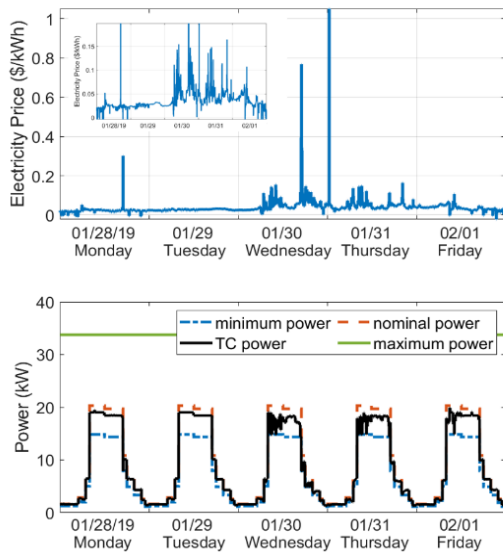 Electricity Price ($/kWh)
1
0.8
0.6
0.4
0.2
0
Electricity Price ($/kWh)
0.15
0.1
0.05
0
01/28/19 01/29 01/30 01/31 02/01
01/28/19 01/29 01/30 01/31 02/01
Monday Tuesday Wednesday Thursday Friday
Power (kW)
40
30
20
10
0
minimum power nominal power
TC power maximum power
01/28/19 01/29 01/30 01/31 02/01
Monday Tuesday Wednesday Thursday Friday